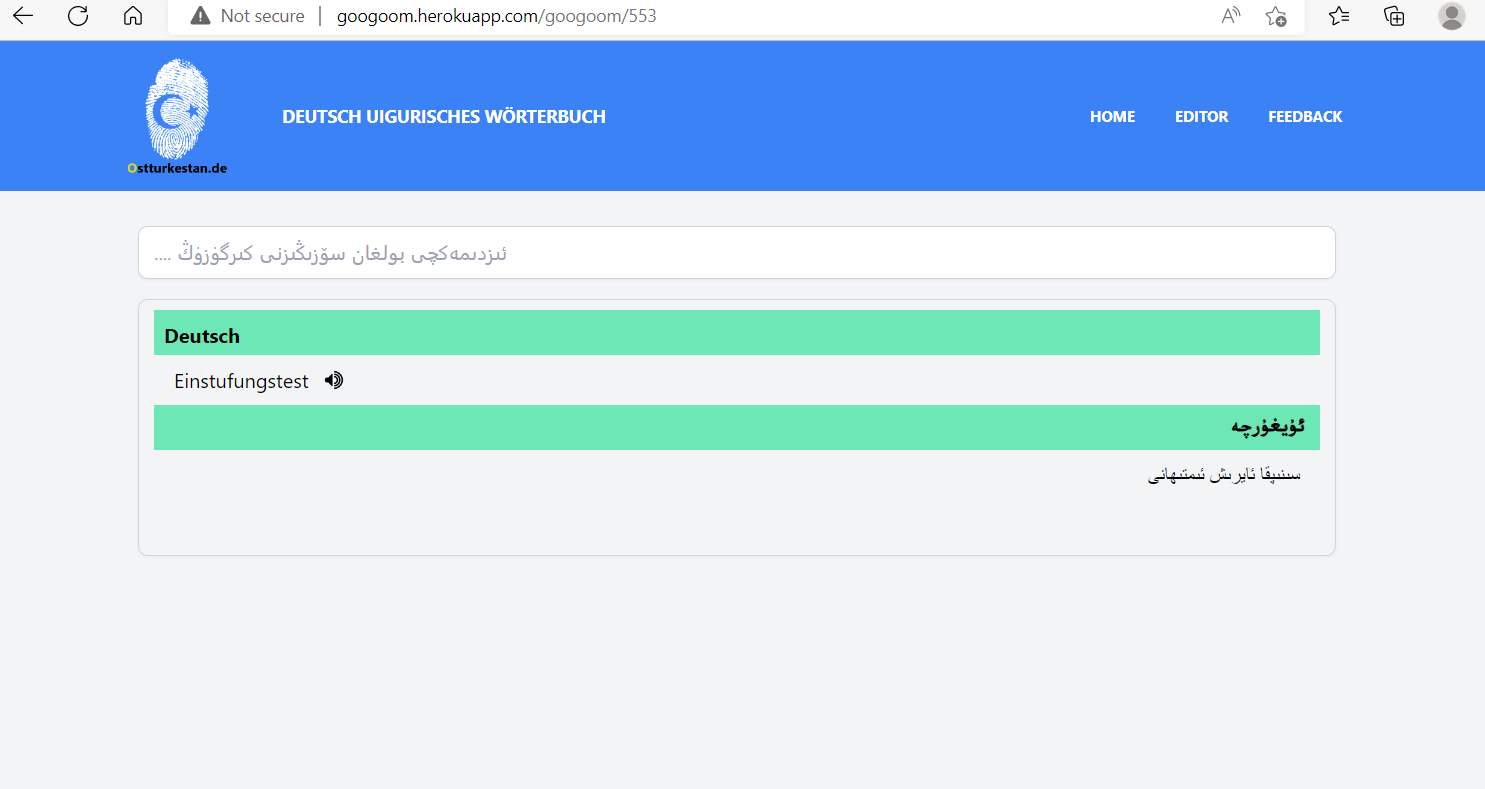 Not secure | googoom.herokuapp.com/googoom/553
DEUTSCH UIGURISCHES WÖRTERBUCH
HOME
EDITOR
FEEDBACK
Ostturkestan.de
ئىزدىمەكچى بولغان سۆزىڭىزنى كىرگۈزۈڭ ....
Deutsch
Einstufungstest
ئۇيغۇرچە
سىنىپقا ئايرىش ئىمتىھانى